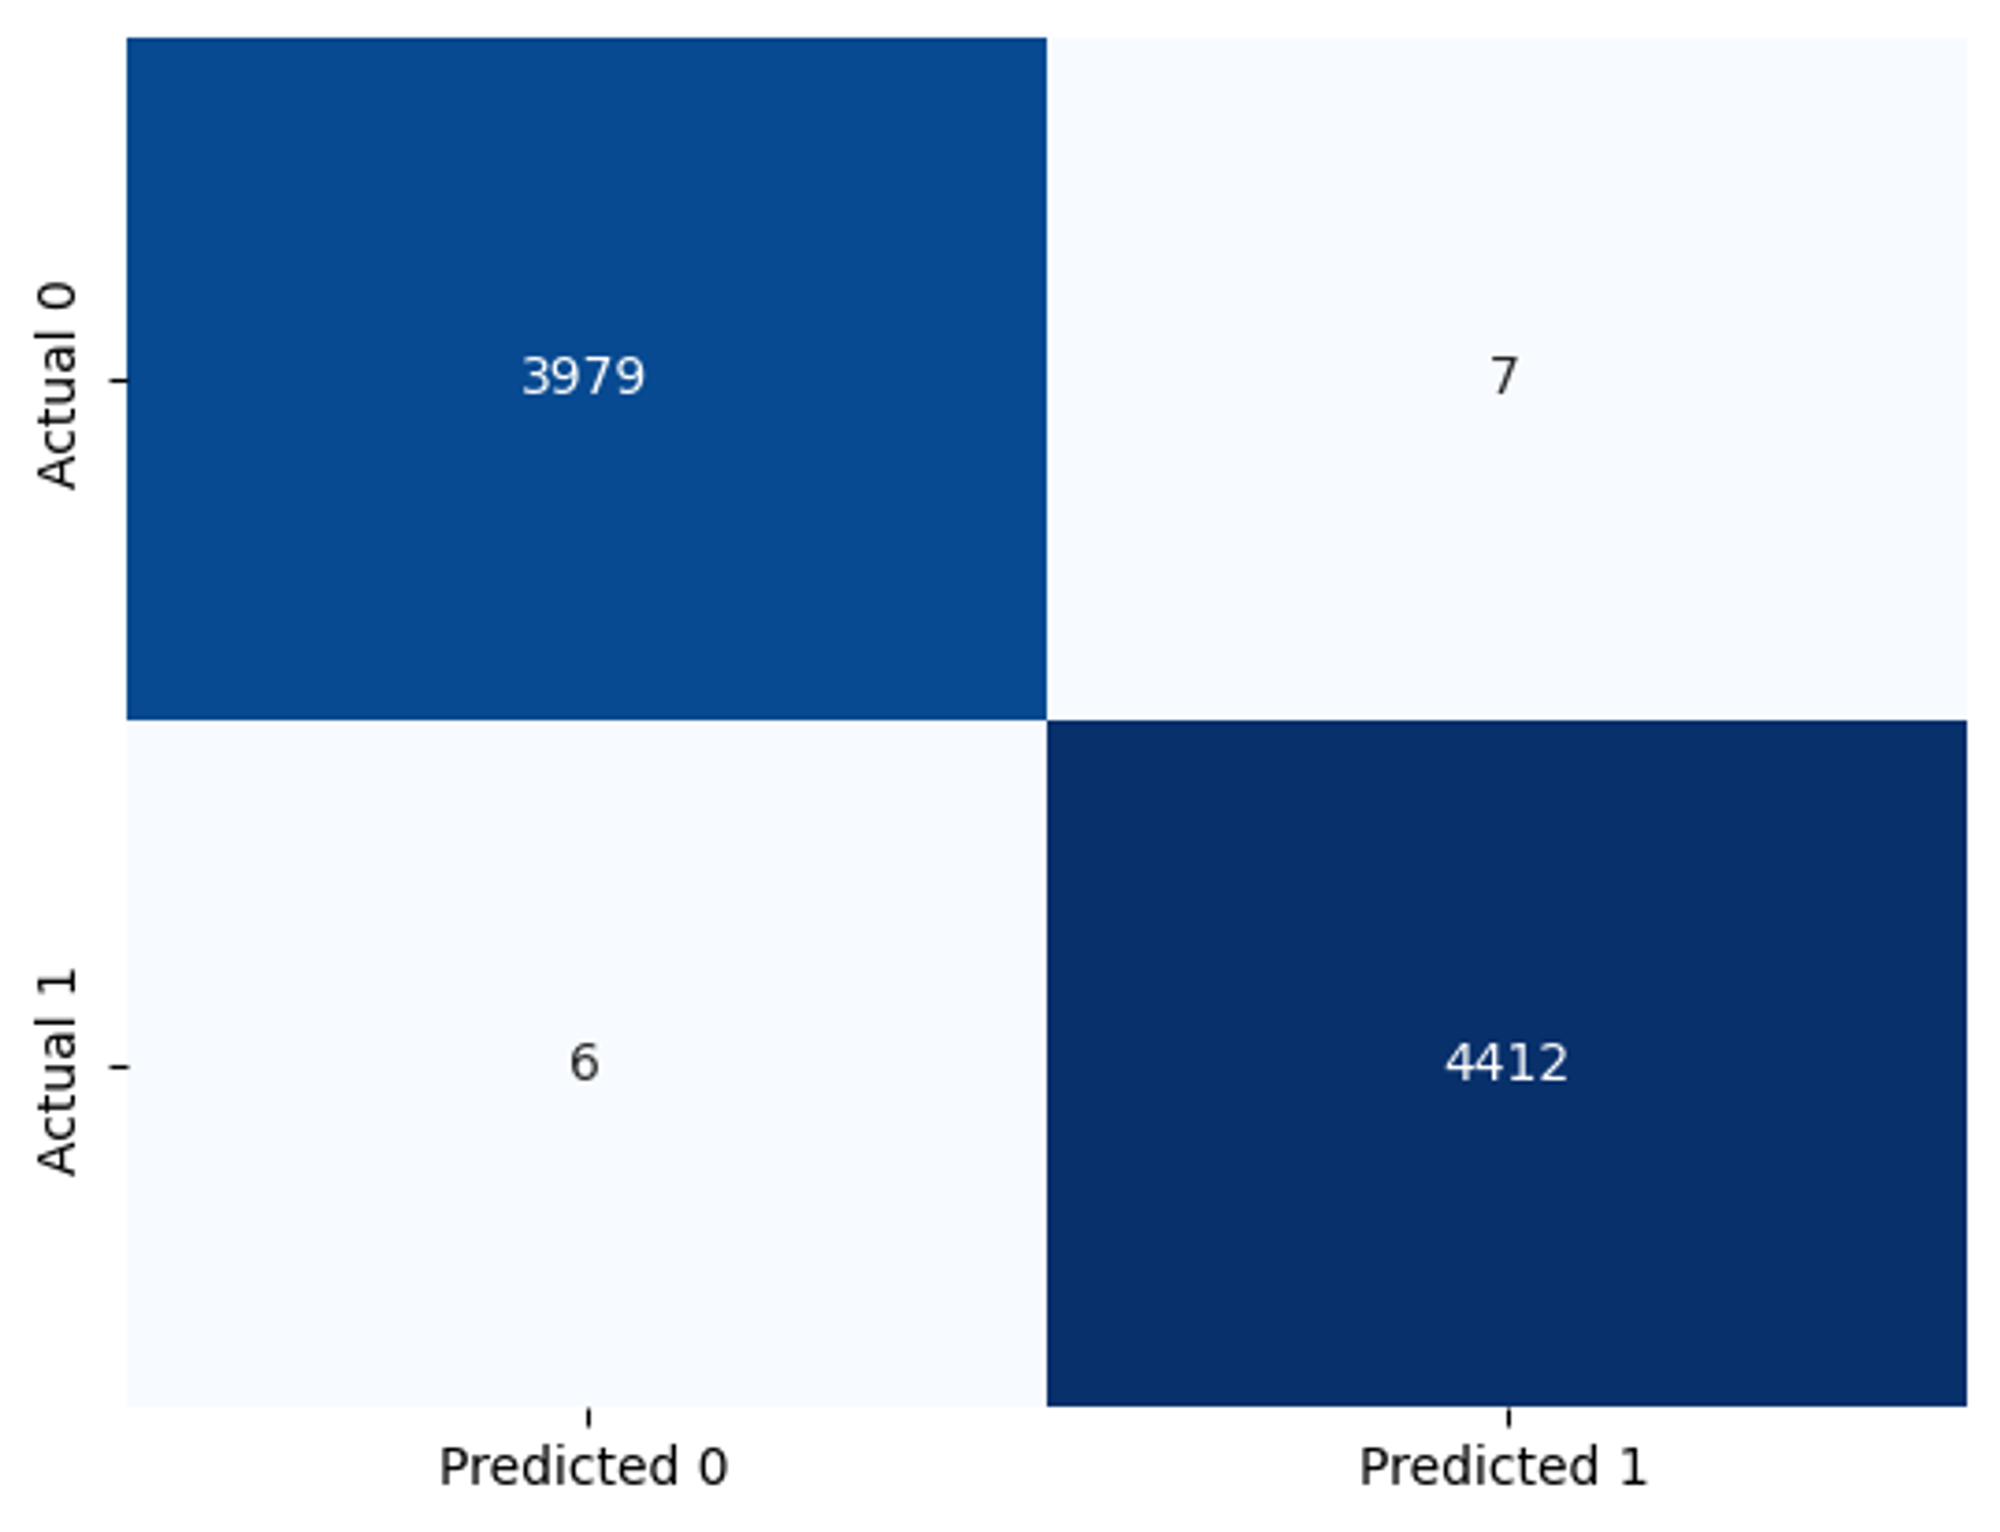 Actual 0
3979
7
Actual 1
6
4412
Predicted 0
Predicted 1